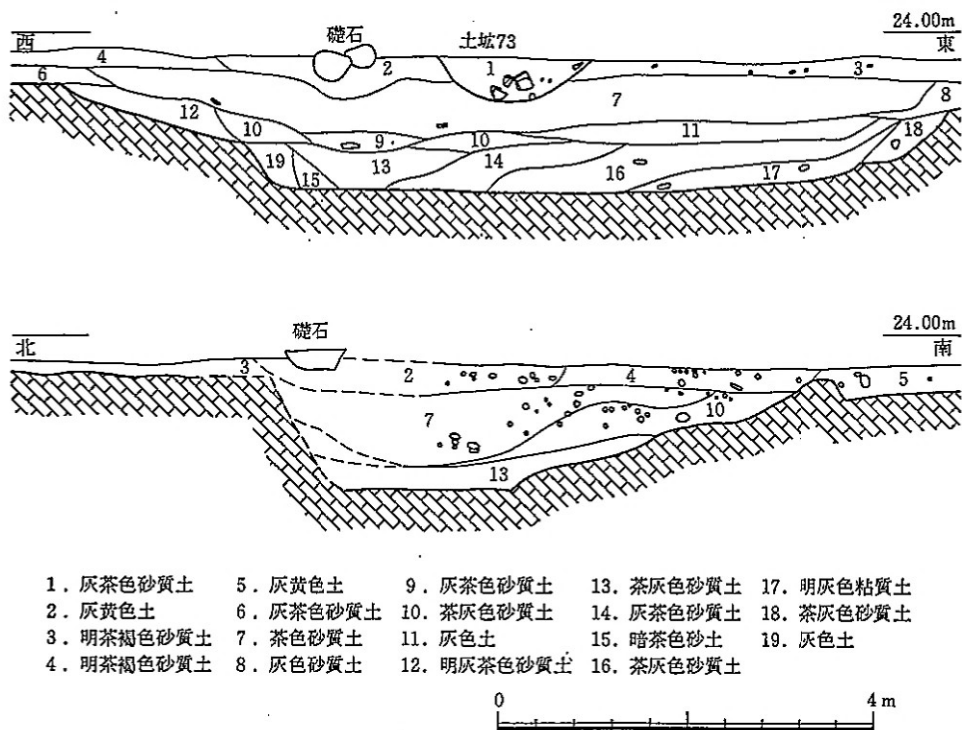 礎石 土坛73 24.00m
西 東
4 2 1 3
6 7 8
12 10 9 10 11 18
19 15 13 14 16 17
礎石 24.00m
北 南
3 2 4 5
7 10
13
1. 灰茶色砂質土 5. 灰黄色土 9. 灰茶色砂質土 13. 茶灰色砂質土 17. 明灰色粘質土
2. 灰黄色土 6. 灰茶色砂質土 10. 茶灰色砂質土 14. 灰茶色砂質土 18. 茶灰色砂質土
3. 明茶褐色砂質土 7. 茶色砂質土 11. 灰色土 15. 暗茶色砂土 19. 灰色土
4. 明茶褐色砂質土 8. 灰色砂質土 12. 明灰茶色砂質土 16. 茶灰色砂質土
0 4m